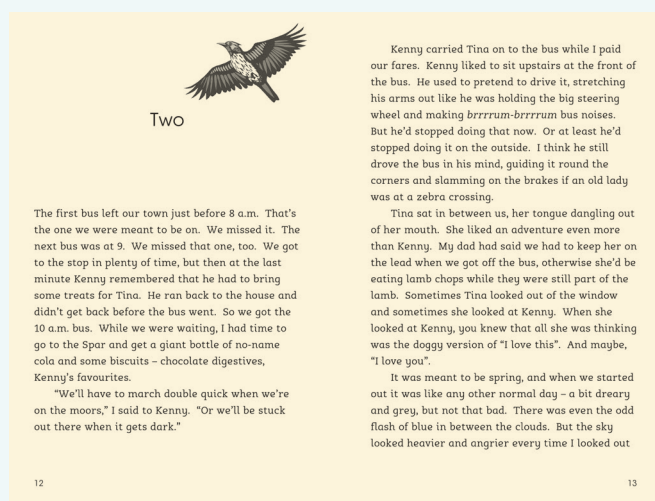 Two
The first bus left our town just before 8 a.m. That's
the one we were meant to be on. We missed it. The
next bus was at 9. We missed that one, too. We got
to the stop in plenty of time, but then at the last
minute Kenny remembered that he had to bring
some treats for Tina. He ran back to the house and
didn't get back before the bus went. So we got the
10 a.m. bus. While we were waiting, I had time to
go to the Spar and get a giant bottle of no-name
cola and some biscuits – chocolate digestives,
Kenny's favourites.
"We'll have to march double quick when we're
on the moors," I said to Kenny. "Or we'll be stuck
out there when it gets dark."
12
Kenny carried Tina on to the bus while I paid
our fares. Kenny liked to sit upstairs at the front of
the bus. He used to pretend to drive it, stretching
his arms out like he was holding the big steering
wheel and making brrrrum-brrrrum bus noises.
But he'd stopped doing that now. Or at least he'd
stopped doing it on the outside. I think he still
drove the bus in his mind, guiding it round the
corners and slamming on the brakes if an old lady
was at a zebra crossing.
Tina sat in between us, her tongue dangling out
of her mouth. She liked an adventure even more
than Kenny. My dad had said we had to keep her on
the lead when we got off the bus, otherwise she'd be
eating lamb chops while they were still part of the
lamb. Sometimes Tina looked out of the window
and sometimes she looked at Kenny. When she
looked at Kenny, you knew that all she was thinking
was the doggy version of "I love this". And maybe,
"I love you".
It was meant to be spring, and when we started
out it was like any other normal day – a bit dreary
and grey, but not that bad. There was even the odd
flash of blue in between the clouds. But the sky
looked heavier and angrier every time I looked out
13